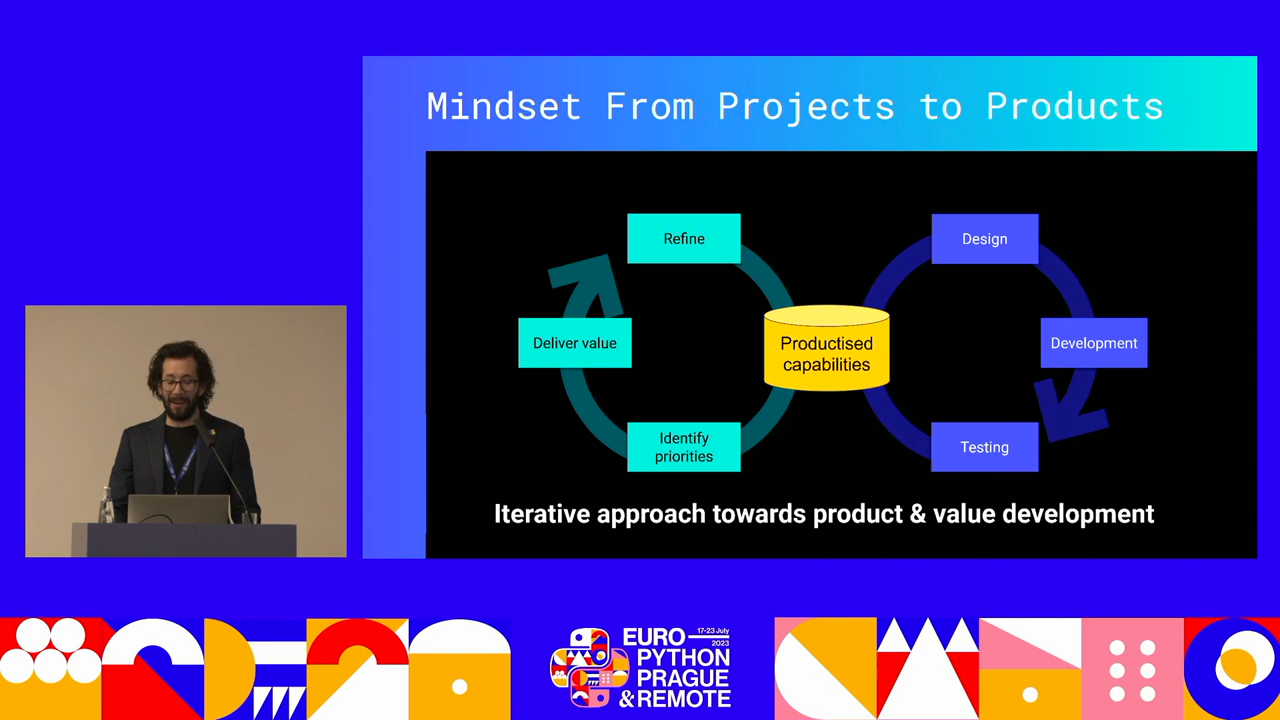 Mindset From Projects to Products
Refine
Design
Deliver value
Productised
capabilities
Development
Identify
priorities
Testing
Iterative approach towards product & value development
EURO
17-23 July
2023
PYTHON
PRAGUE
& REMOTE